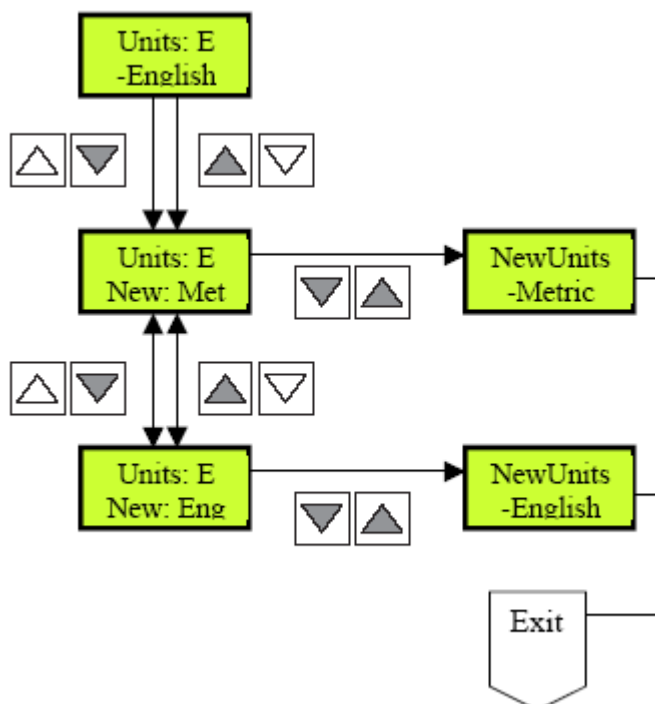 Units: E
-English
Units: E
New: Met
NewUnits
-Metric
Units: E
New: Eng
NewUnits
-English
Exit